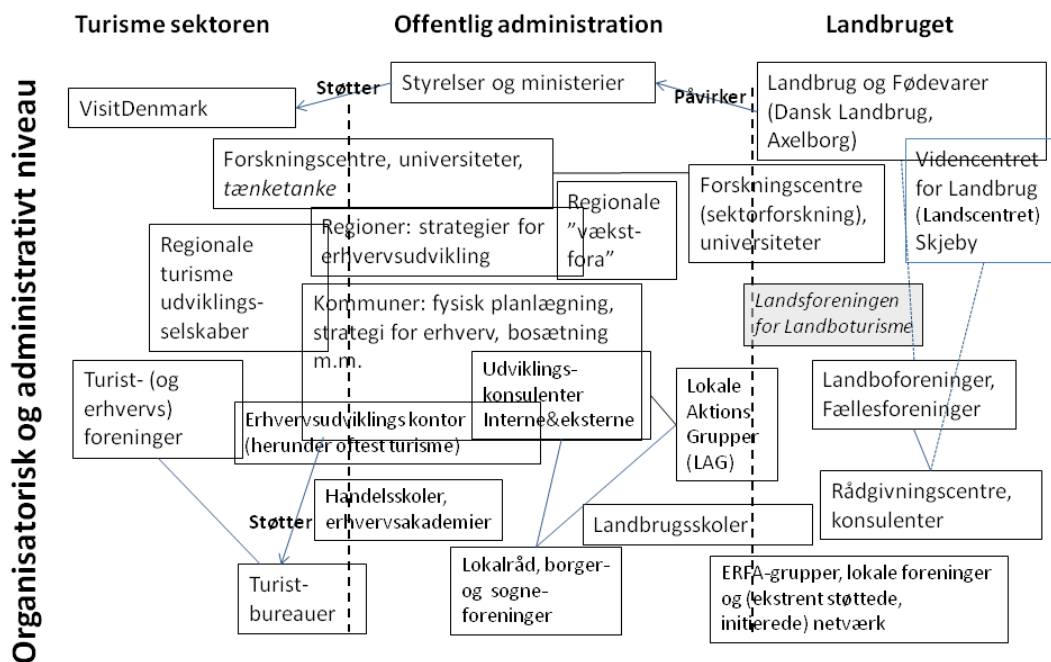 Turisme sektoren
Offentlig administration
Landbruget
Organisatorisk og administrativt niveau
Støtter
Styrelser og ministerier
Påvirker
VisitDenmark
Landbrug og Fødevarer
(Dansk Landbrug,
Axelborg)
Forskningscentre, universiteter,
tænketanke
Videncentret
for Landbrug
(Landscentret)
Skjeby
Forskningscentre
(sektorforskning),
universiteter
Regionale
”vækst-
fora”
Regioner: strategier for
erhvervsudvikling
Regionale
turisme
udviklings-
selskaber
Kommuner: fysisk planlægning,
strategi for erhverv, bosætning
m.m.
Landsforeningen
for Landboturisme
Udviklings-
konsulenter
Interne&eksterne
Lokale
Aktions
Grupper
(LAG)
Landboforeninger,
Fællesforeninger
Turist- (og
erhvervs)
foreninger
Erhvervsudviklings kontor
(herunder oftest turisme)
Handelsskoler,
erhvervsakademier
Støtter
Landbrugsskoler
Rådgivningscentre,
konsulenter
Turist-
bureauer
Lokalråd, borger-
og sogne-
foreninger
ERFA-grupper, lokale foreninger
og (ekstrent støttede,
initierede) netværk